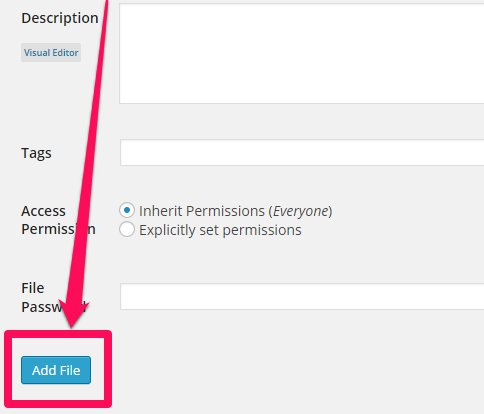 Description
Visual Editor
Tags
Access
Permission
Inherit Permissions (Everyone)
Explicitly set permissions
File
Password
Add File